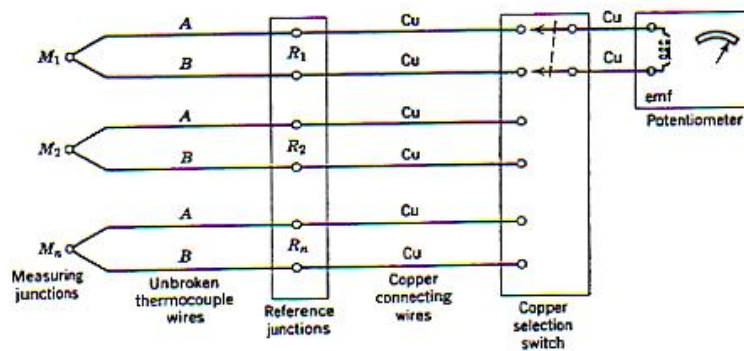 A Cu Cu
M₁ R₁
B Cu Cu
emf
Potentiometer
A Cu
M₂ R₂
B Cu
A Cu
Mₙ Rₙ
B Cu
Measuring
junctions
Unbroken
thermocouple
wires
Reference
junctions
Copper
connecting
wires
Copper
selection
switch